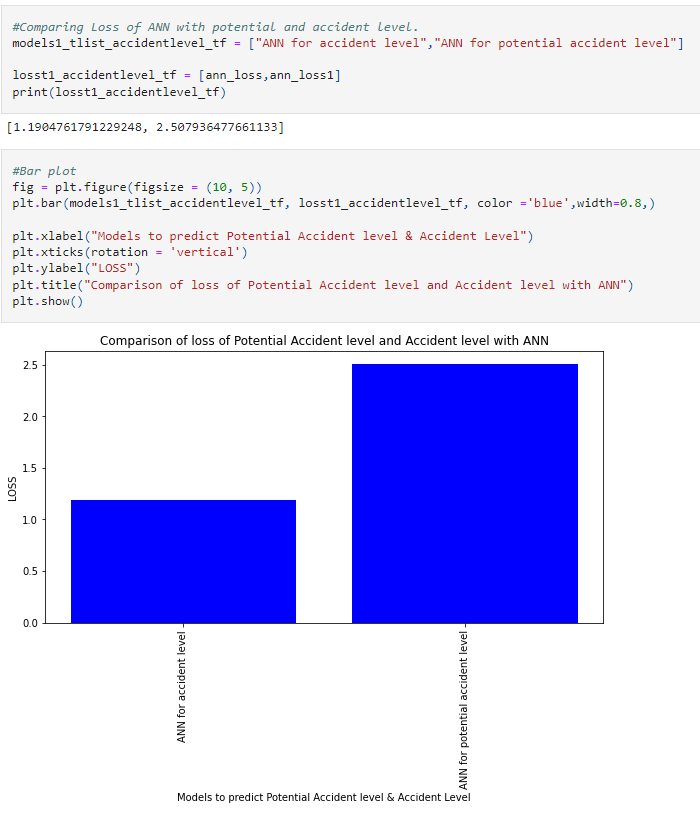 #Comparing Loss of ANN with potential and accident level.
models1_tlist_accidentlevel_tf = ["ANN for accident level","ANN for potential accident level"]
losst1_accidentlevel_tf = [ann_loss,ann_loss1]
print(losst1_accidentlevel_tf)
[1.1904761791229248, 2.507936477661133]
#Bar plot
fig = plt.figure(figsize = (10, 5))
plt.bar(models1_tlist_accidentlevel_tf, losst1_accidentlevel_tf, color ='blue',width=0.8,)
plt.xlabel("Models to predict Potential Accident level & Accident Level")
plt.xticks(rotation = 'vertical')
plt.ylabel("LOSS")
plt.title("Comparison of loss of Potential Accident level and Accident level with ANN")
plt.show()
Comparison of loss of Potential Accident level and Accident level with ANN
2.5
2.0
1.5
1.0
0.5
0.0
LOSS
ANN for accident level
ANN for potential accident level
Models to predict Potential Accident level & Accident Level